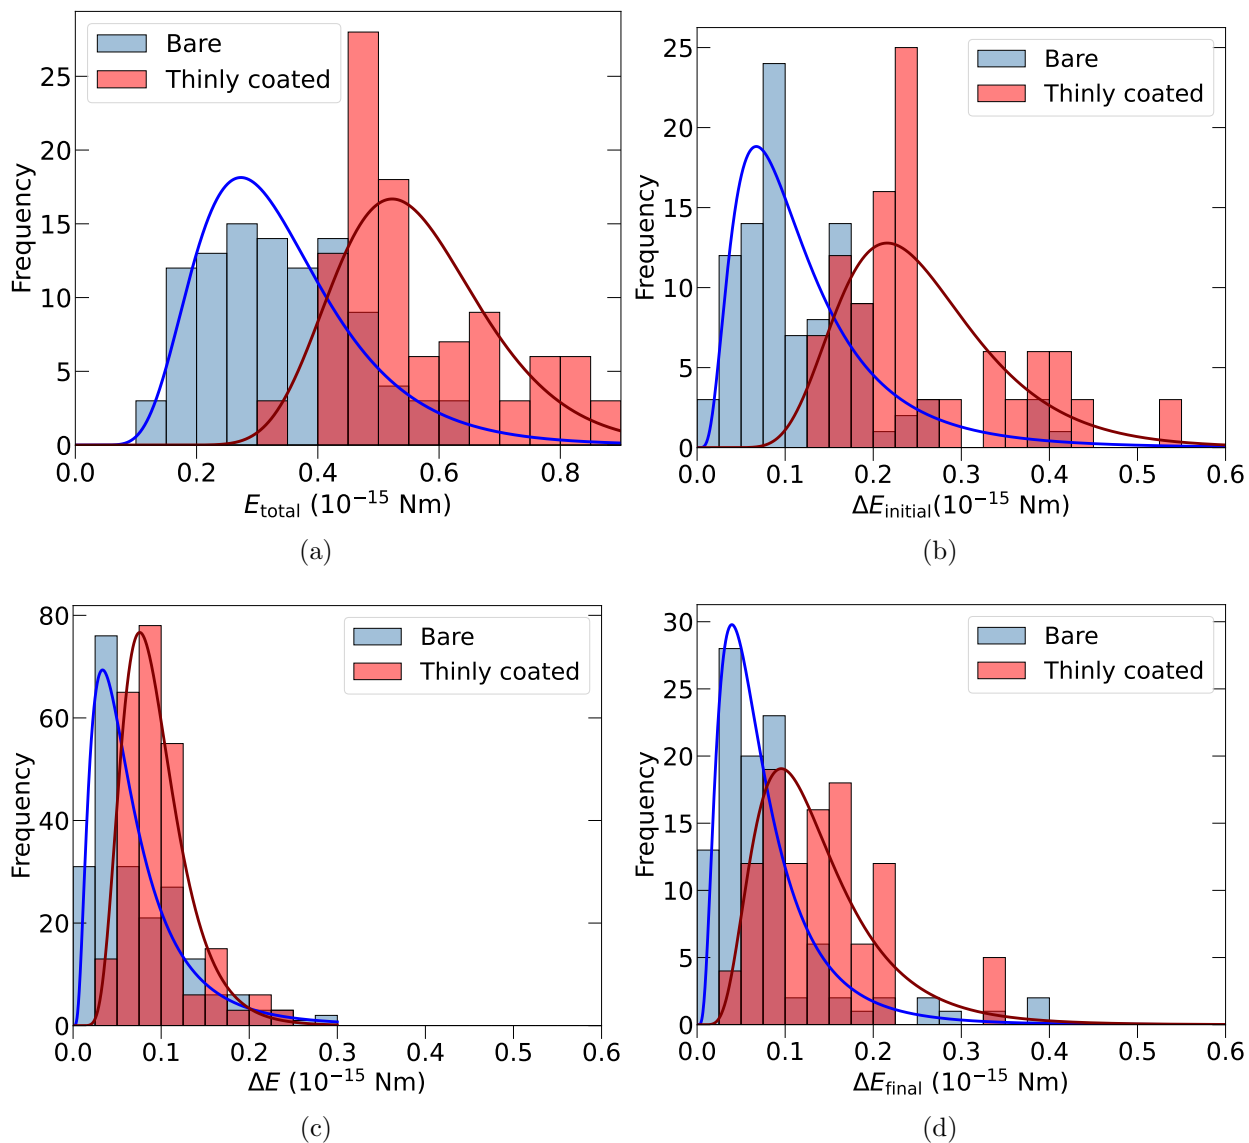 Bare
Thinly coated
Frequency
0
5
10
15
20
25
0.0 0.2 0.4 0.6 0.8
E_total (10⁻¹⁵ Nm)
(a)
Bare
Thinly coated
Frequency
0
5
10
15
20
25
0.0 0.1 0.2 0.3 0.4 0.5 0.6
ΔE_initial(10⁻¹⁵ Nm)
(b)
Bare
Thinly coated
Frequency
0
20
40
60
80
0.0 0.1 0.2 0.3 0.4 0.5 0.6
ΔE (10⁻¹⁵ Nm)
(c)
Bare
Thinly coated
Frequency
0
5
10
15
20
25
30
0.0 0.1 0.2 0.3 0.4 0.5 0.6
ΔE_final (10⁻¹⁵ Nm)
(d)